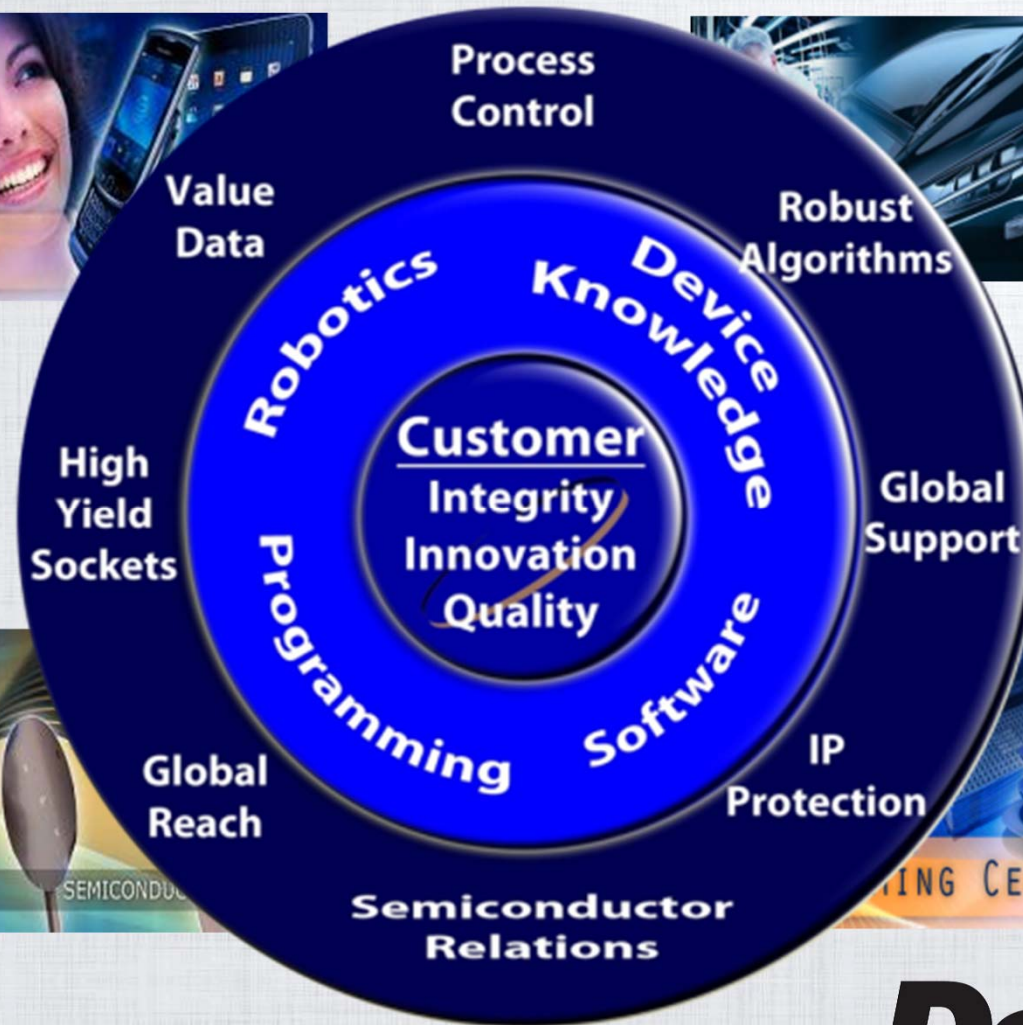 Process
Control
Value
Data
Robust
Algorithms
Robotics
Device
Knowledge
Customer
Integrity
Innovation
Quality
High
Yield
Sockets
Global
Support
Programming
Software
Global
Reach
IP
Protection
Semiconductor
Relations